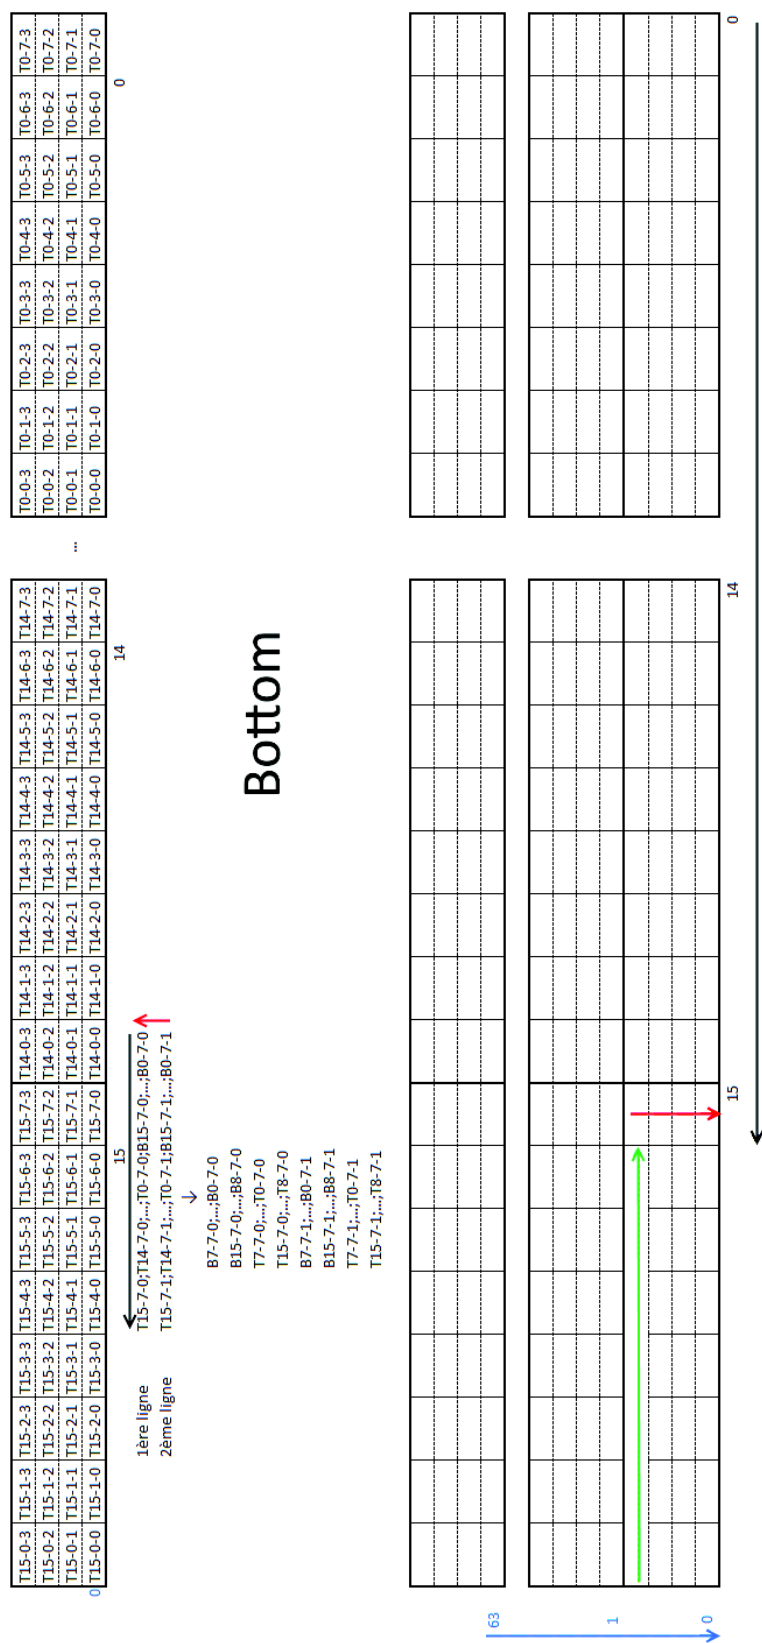 T15-0-3 T15-1-3 T15-2-3 T15-3-3 T15-4-3 T15-5-3 T15-6-3 T15-7-3 T14-0-3 T14-1-3 T14-2-3 T14-3-3 T14-4-3 T14-5-3 T14-6-3 T14-7-3 T0-0-3 T0-1-3 T0-2-3 T0-3-3 T0-4-3 T0-5-3 T0-6-3 T0-7-3
T15-0-2 T15-1-2 T15-2-2 T15-3-2 T15-4-2 T15-5-2 T15-6-2 T15-7-2 T14-0-2 T14-1-2 T14-2-2 T14-3-2 T14-4-2 T14-5-2 T14-6-2 T14-7-2 T0-0-2 T0-1-2 T0-2-2 T0-3-2 T0-4-2 T0-5-2 T0-6-2 T0-7-2
T15-0-1 T15-1-1 T15-2-1 T15-3-1 T15-4-1 T15-5-1 T15-6-1 T15-7-1 T14-0-1 T14-1-1 T14-2-1 T14-3-1 T14-4-1 T14-5-1 T14-6-1 T14-7-1 ... T0-0-1 T0-1-1 T0-2-1 T0-3-1 T0-4-1 T0-5-1 T0-6-1 T0-7-1
0 T15-0-0 T15-1-0 T15-2-0 T15-3-0 T15-4-0 T15-5-0 T15-6-0 T15-7-0 T14-0-0 T14-1-0 T14-2-0 T14-3-0 T14-4-0 T14-5-0 T14-6-0 T14-7-0 T0-0-0 T0-1-0 T0-2-0 T0-3-0 T0-4-0 T0-5-0 T0-6-0 T0-7-0
15 14 0
1ère ligne T15-7-0;T14-7-0;...;T0-7-0;B15-7-0;...;B0-7-0
2ème ligne T15-7-1;T14-7-1;...;T0-7-1;B15-7-1;...;B0-7-1
B7-7-0;...;B0-7-0
B15-7-0;...;B8-7-0
T7-7-0;...;T0-7-0
T15-7-0;...;T8-7-0
B7-7-1;...;B0-7-1
B15-7-1;...;B8-7-1
T7-7-1;...;T0-7-1
T15-7-1;...;T8-7-1
Bottom
63
1
0
15 14 0